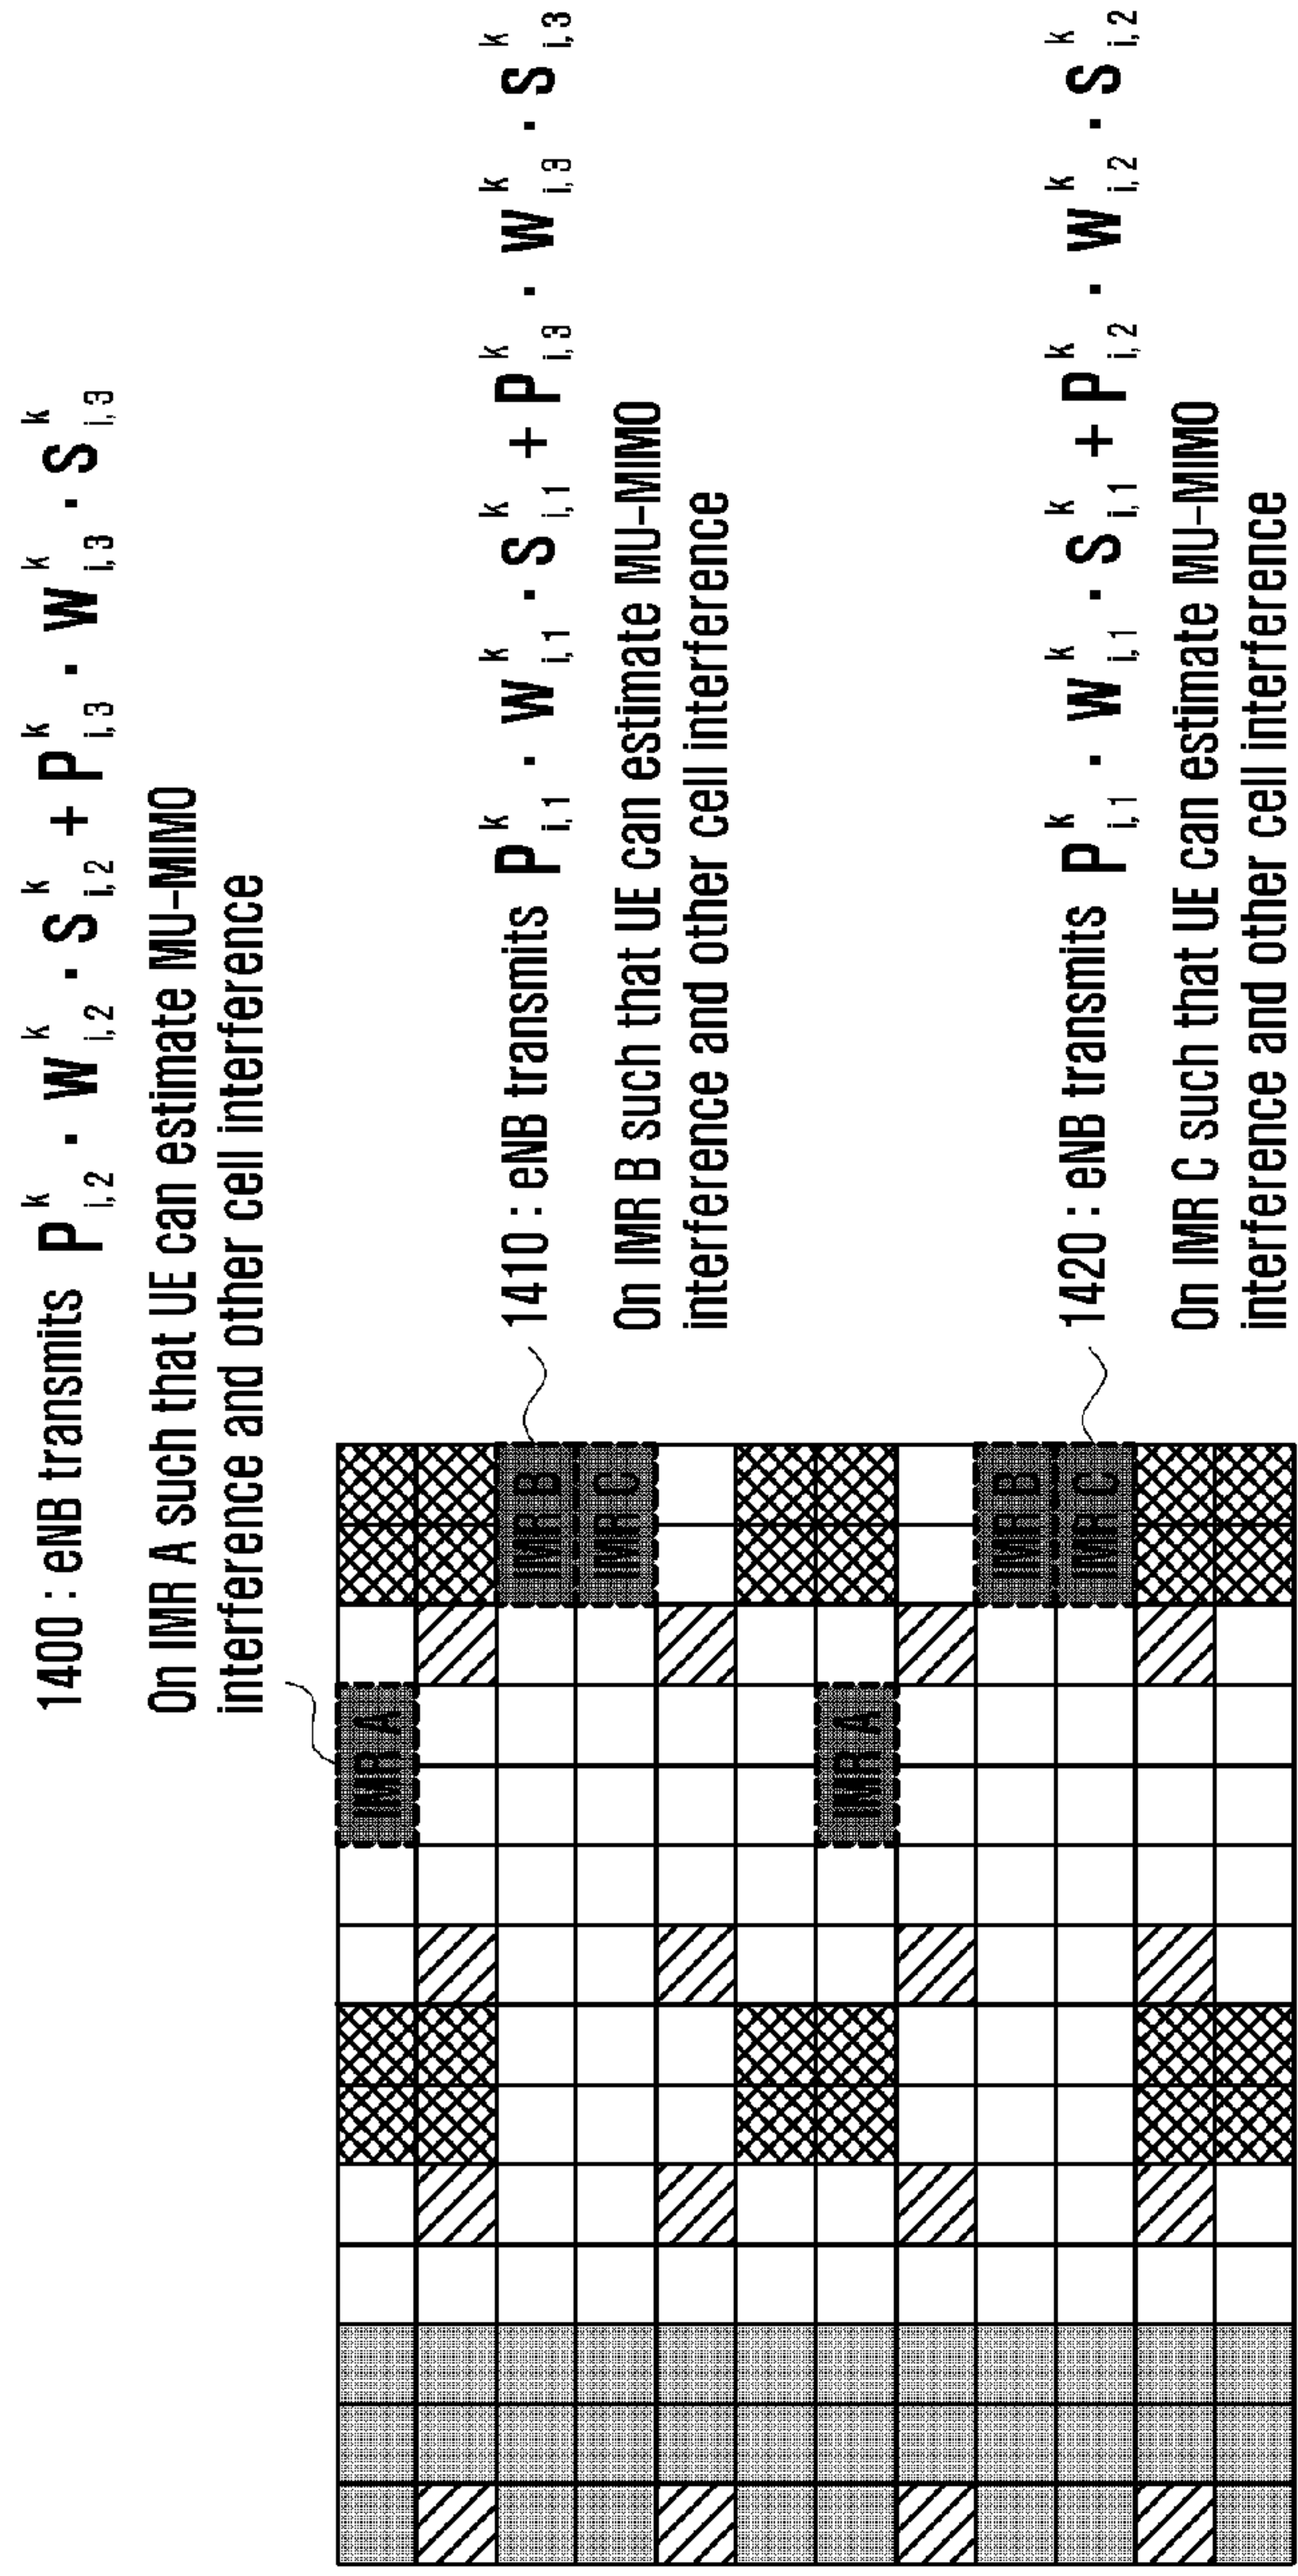 1400 : eNB transmits P^k_{i,2} · W^k_{i,2} · S^k_{i,2} + P^k_{i,3} · W^k_{i,3} · S^k_{i,3}
On IMR A such that UE can estimate MU-MIMO
interference and other cell interference
1410 : eNB transmits P^k_{i,1} · W^k_{i,1} · S^k_{i,1} + P^k_{i,3} · W^k_{i,3} · S^k_{i,3}
On IMR B such that UE can estimate MU-MIMO
interference and other cell interference
1420 : eNB transmits P^k_{i,1} · W^k_{i,1} · S^k_{i,1} + P^k_{i,2} · W^k_{i,2} · S^k_{i,2}
On IMR C such that UE can estimate MU-MIMO
interference and other cell interference
IMR A
IMR B
IMR C
IMR A
IMR B
IMR C